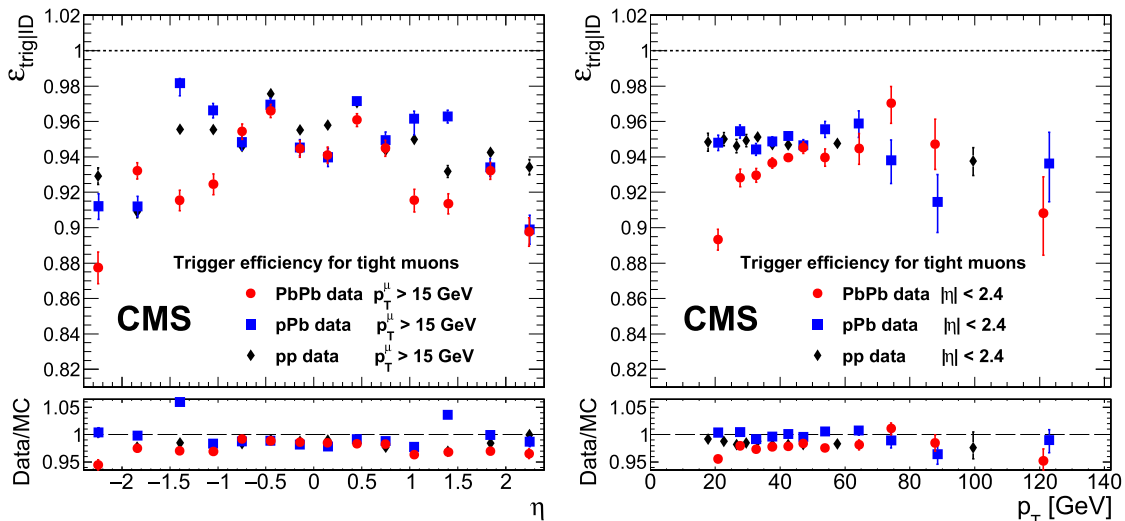 1.02
1
0.98
0.96
0.94
0.92
0.9
0.88
0.86
0.84
0.82
ε_trig|ID
Trigger efficiency for tight muons
PbPb data p_T^μ > 15 GeV
pPb data p_T^μ > 15 GeV
pp data p_T^μ > 15 GeV
CMS
Data/MC
1.05
1
0.95
−2 −1.5 −1 −0.5 0 0.5 1 1.5 2
η
1.02
1
0.98
0.96
0.94
0.92
0.9
0.88
0.86
0.84
0.82
ε_trig|ID
Trigger efficiency for tight muons
PbPb data |η| < 2.4
pPb data |η| < 2.4
pp data |η| < 2.4
CMS
Data/MC
1.05
1
0.95
0 20 40 60 80 100 120 140
p_T [GeV]